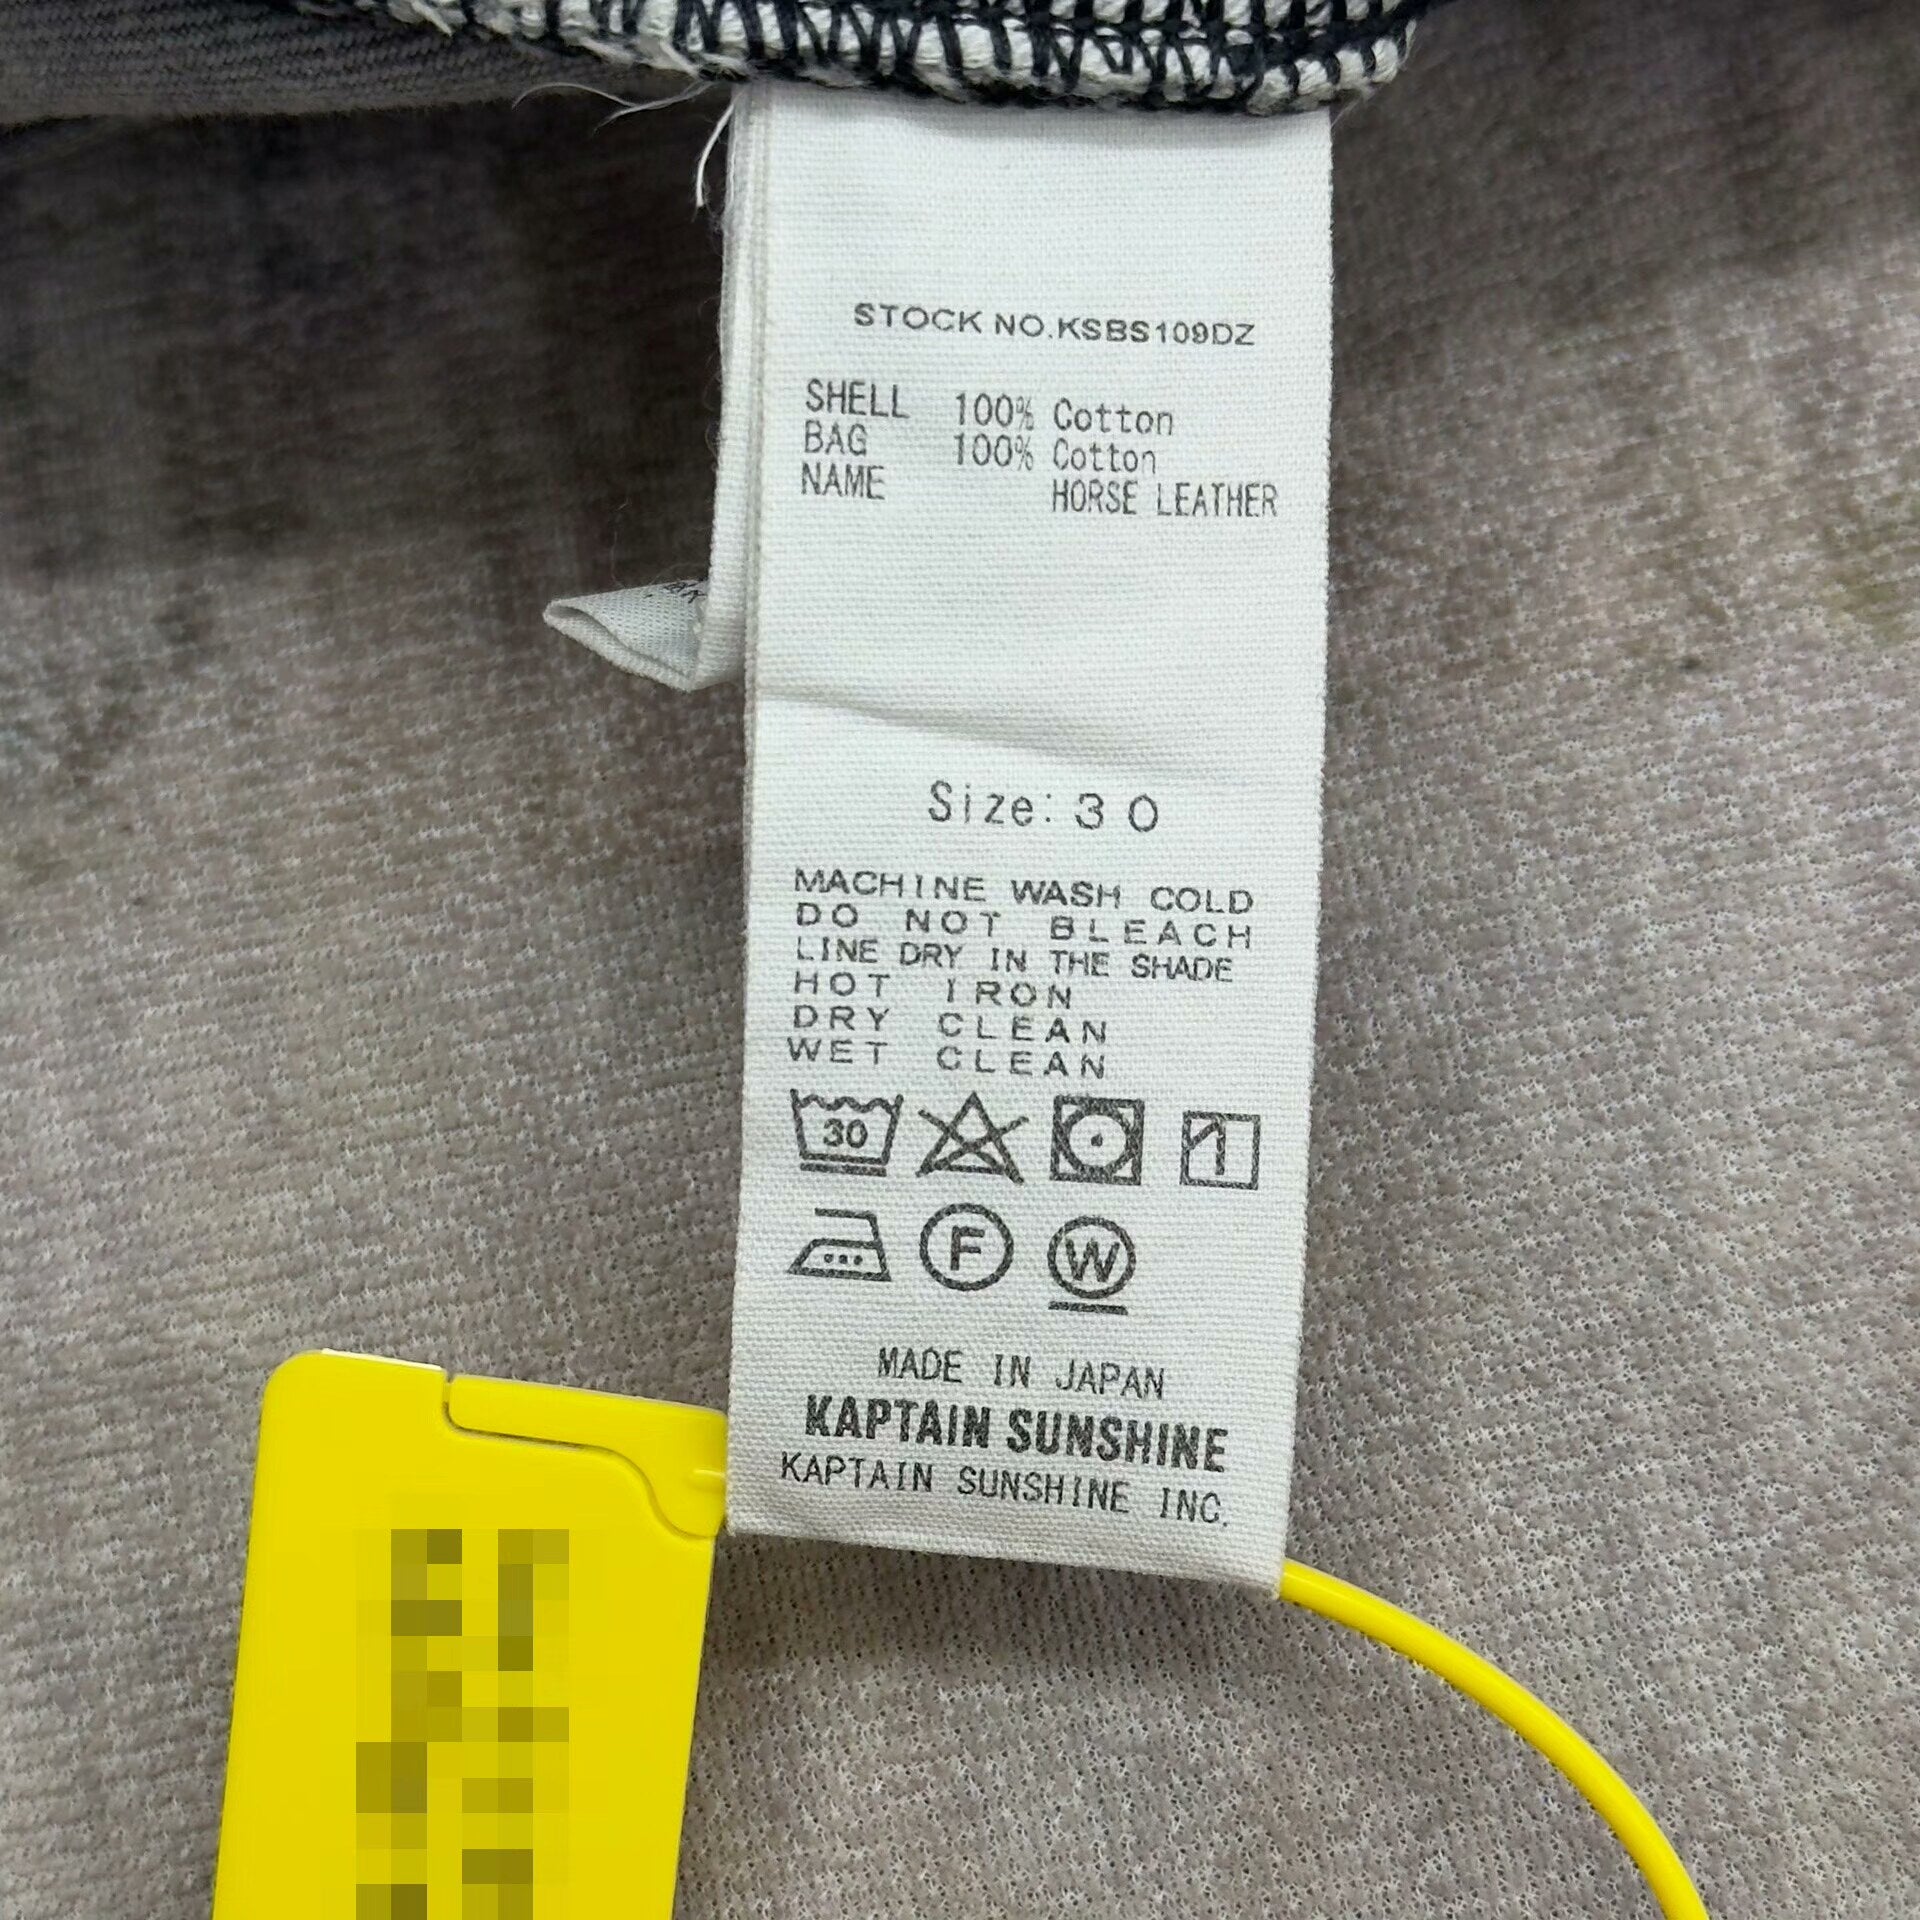 STOCK NO.KSBS109DZ
SHELL 100% Cotton
BAG 100% Cotton
NAME HORSE LEATHER
Size: 30
MACHINE WASH COLD
DO NOT BLEACH
LINE DRY IN THE SHADE
HOT IRON
DRY CLEAN
WET CLEAN
30
F W
MADE IN JAPAN
KAPTAIN SUNSHINE
KAPTAIN SUNSHINE INC.